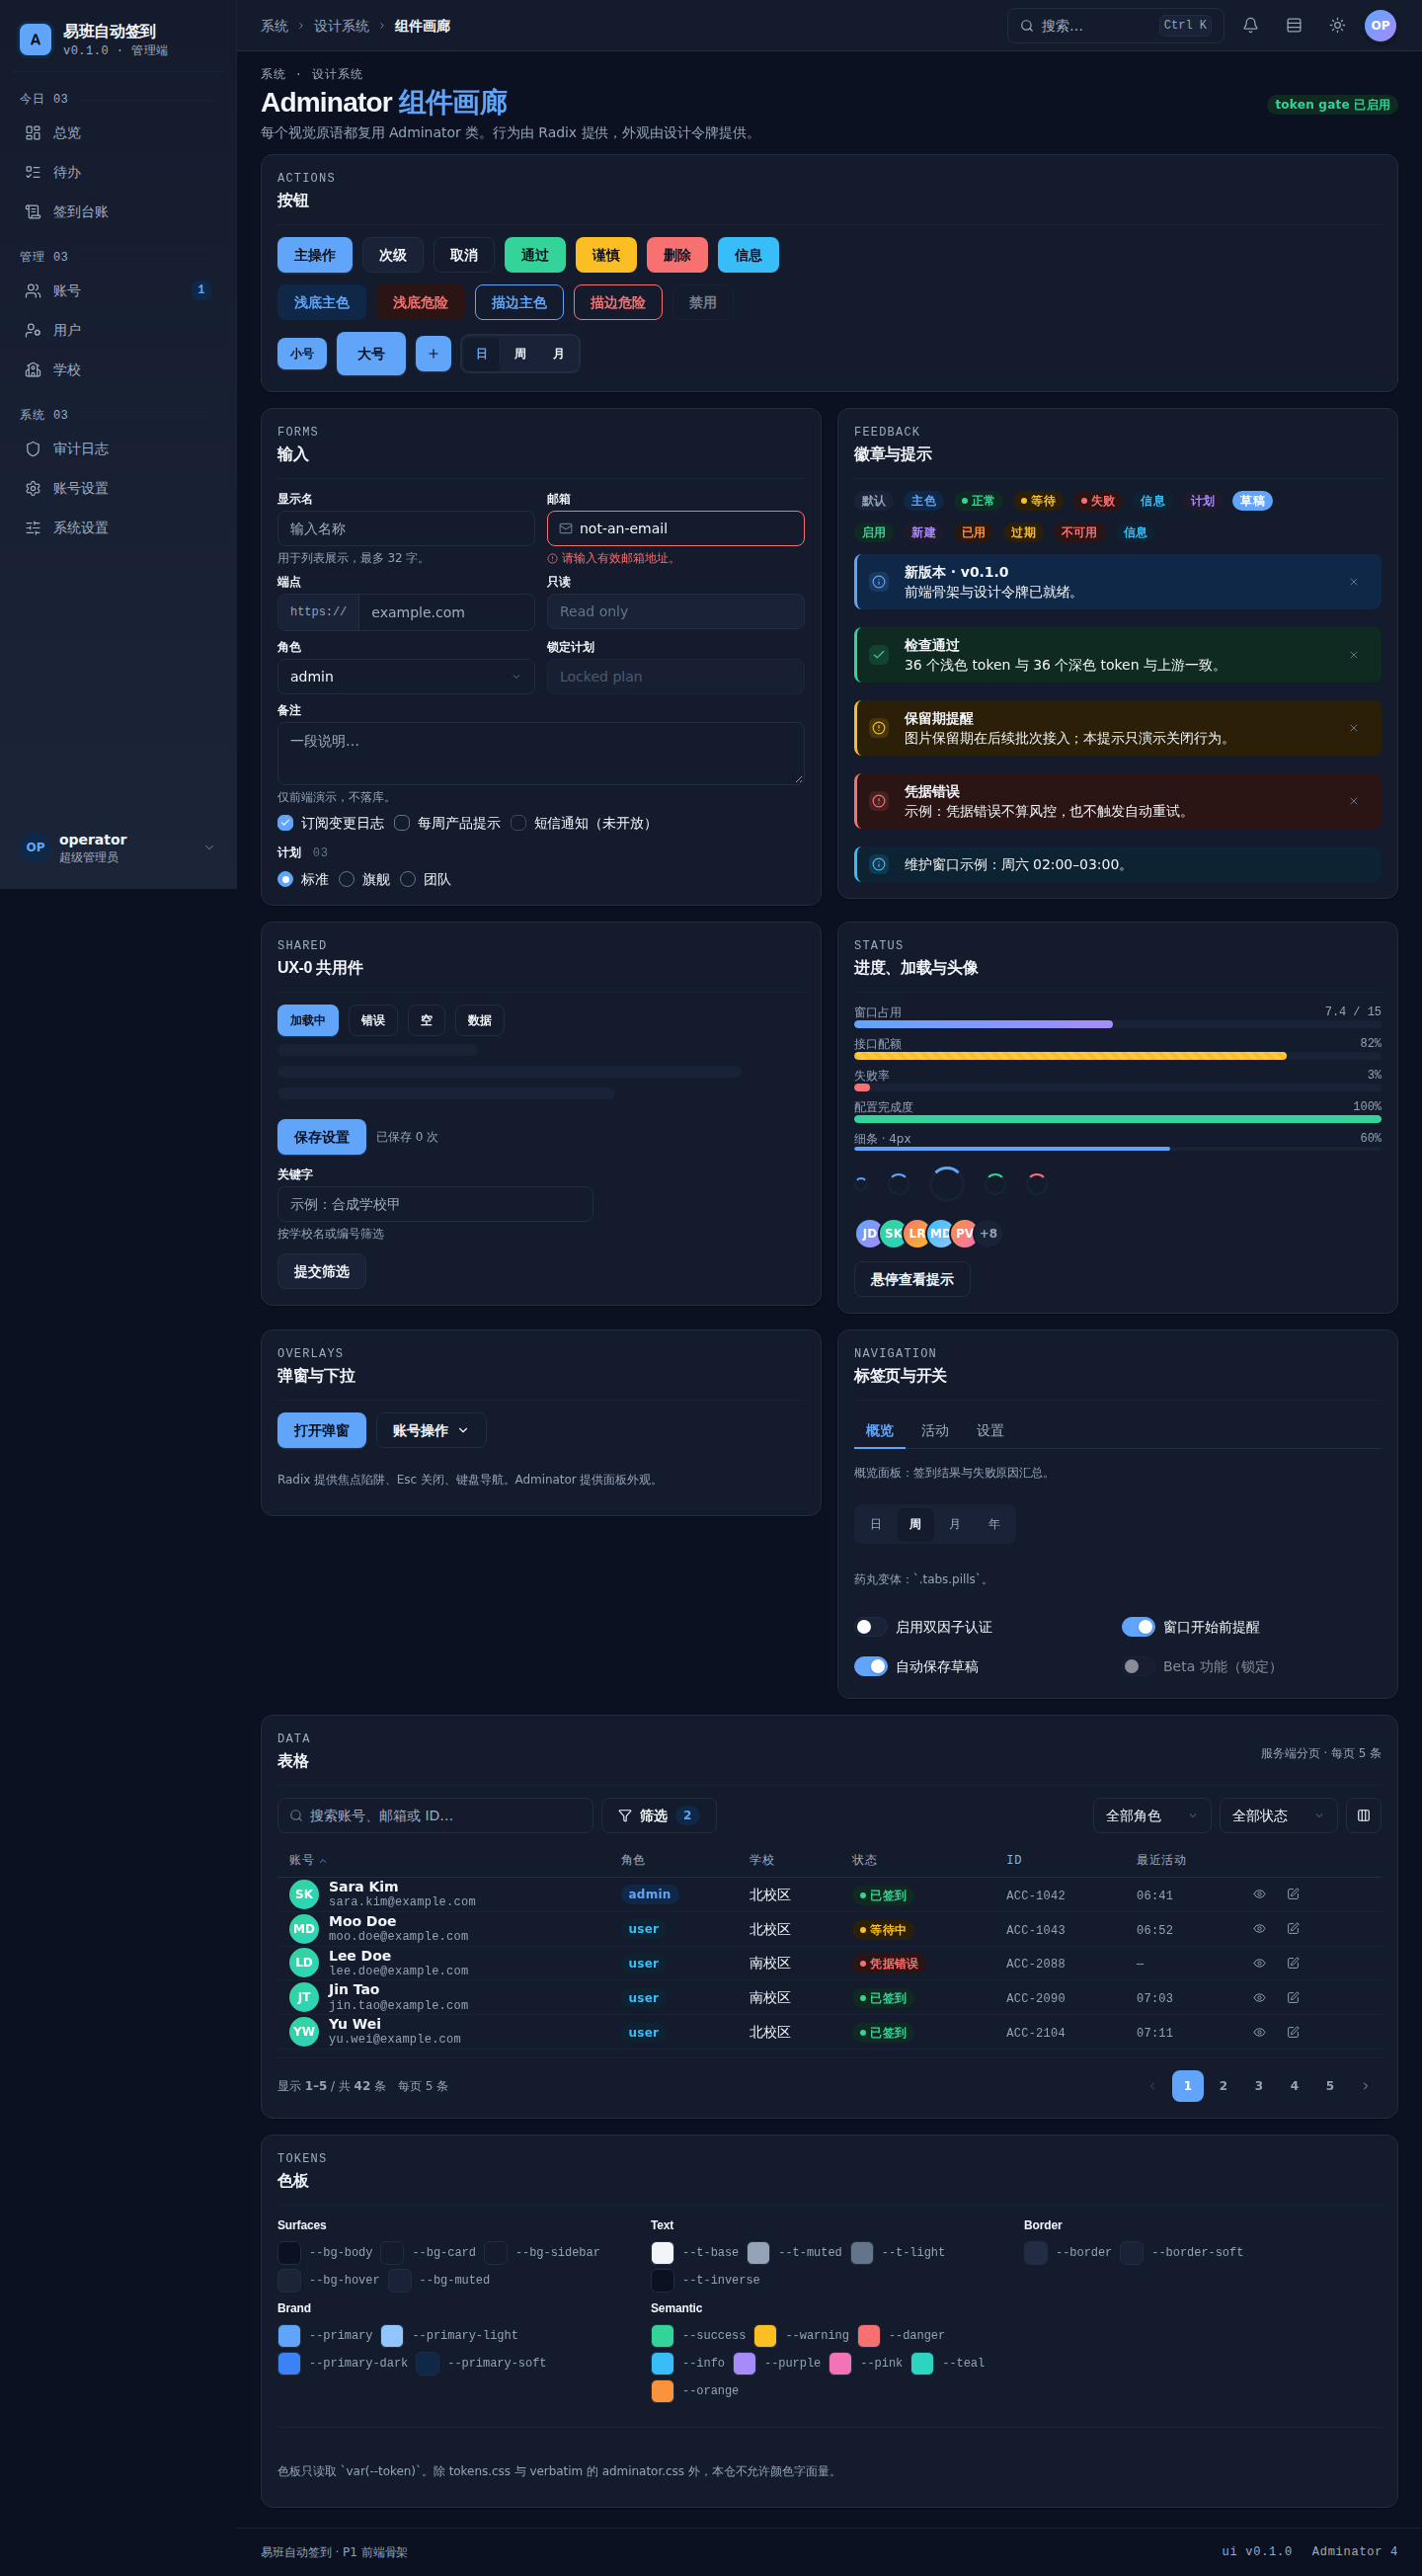 A
易班自动签到
v0.1.0 · 管理端
今日 03
总览
待办
签到台账
管理 03
账号 1
用户
学校
系统 03
审计日志
账号设置
系统设置
OP
operator
超级管理员
系统 › 设计系统 › 组件画廊
搜索… Ctrl K
OP
系统 · 设计系统
Adminator 组件画廊
token gate 已启用
每个视觉原语都复用 Adminator 类。行为由 Radix 提供，外观由设计令牌提供。
ACTIONS
按钮
主操作 次级 取消 通过 谨慎 删除 信息
浅底主色 浅底危险 描边主色 描边危险 禁用
小号 大号 + 日 周 月
FORMS
输入
显示名 邮箱
输入名称 not-an-email
用于列表展示，最多 32 字。 请输入有效邮箱地址。
端点 只读
https:// example.com Read only
角色 锁定计划
admin Locked plan
备注
一段说明…
仅前端演示，不落库。
订阅变更日志 每周产品提示 短信通知（未开放）
计划 03
标准 旗舰 团队
FEEDBACK
徽章与提示
默认 主色 正常 等待 失败 信息 计划 草稿
启用 新建 已用 过期 不可用 信息
新版本 · v0.1.0
前端骨架与设计令牌已就绪。
检查通过
36 个浅色 token 与 36 个深色 token 与上游一致。
保留期提醒
图片保留期在后续批次接入；本提示只演示关闭行为。
凭据错误
示例：凭据错误不算风控，也不触发自动重试。
维护窗口示例：周六 02:00–03:00。
SHARED
UX-0 共用件
加载中 错误 空 数据
保存设置 已保存 0 次
关键字
示例：合成学校甲
按学校名或编号筛选
提交筛选
STATUS
进度、加载与头像
窗口占用 7.4 / 15
接口配额 82%
失败率 3%
配置完成度 100%
细条 · 4px 60%
JD SK LR MD PV +8
悬停查看提示
OVERLAYS
弹窗与下拉
打开弹窗 账号操作
Radix 提供焦点陷阱、Esc 关闭、键盘导航。Adminator 提供面板外观。
NAVIGATION
标签页与开关
概览 活动 设置
概览面板：签到结果与失败原因汇总。
日 周 月 年
药丸变体：`.tabs.pills`。
启用双因子认证 窗口开始前提醒
自动保存草稿 Beta 功能（锁定）
DATA
表格
服务端分页 · 每页 5 条
搜索账号、邮箱或 ID… 筛选 2 全部角色 全部状态
账号 角色 学校 状态 ID 最近活动
SK Sara Kim admin 北校区 已签到 ACC-1042 06:41
sara.kim@example.com
MD Moo Doe user 北校区 等待中 ACC-1043 06:52
moo.doe@example.com
LD Lee Doe user 南校区 凭据错误 ACC-2088 —
lee.doe@example.com
JT Jin Tao user 南校区 已签到 ACC-2090 07:03
jin.tao@example.com
YW Yu Wei user 北校区 已签到 ACC-2104 07:11
yu.wei@example.com
显示 1–5 / 共 42 条 每页 5 条 ‹ 1 2 3 4 5 ›
TOKENS
色板
Surfaces
--bg-body --bg-card --bg-sidebar
--bg-hover --bg-muted
Text
--t-base --t-muted --t-light
--t-inverse
Border
--border --border-soft
Brand
--primary --primary-light
--primary-dark --primary-soft
Semantic
--success --warning --danger
--info --purple --pink --teal
--orange
色板只读取 `var(--token)`。除 tokens.css 与 verbatim 的 adminator.css 外，本仓不允许颜色字面量。
易班自动签到 · P1 前端骨架 ui v0.1.0 Adminator 4